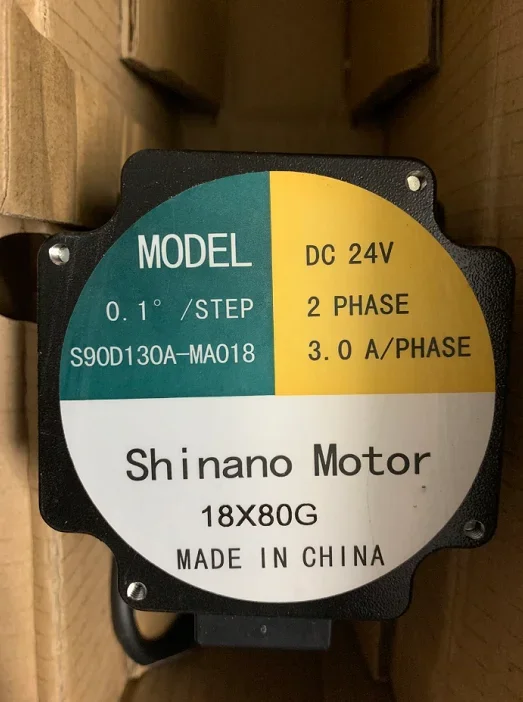 MODEL
0.1° /STEP
S90D130A-MA018
DC 24V
2 PHASE
3.0 A/PHASE
Shinano Motor
18X80G
MADE IN CHINA